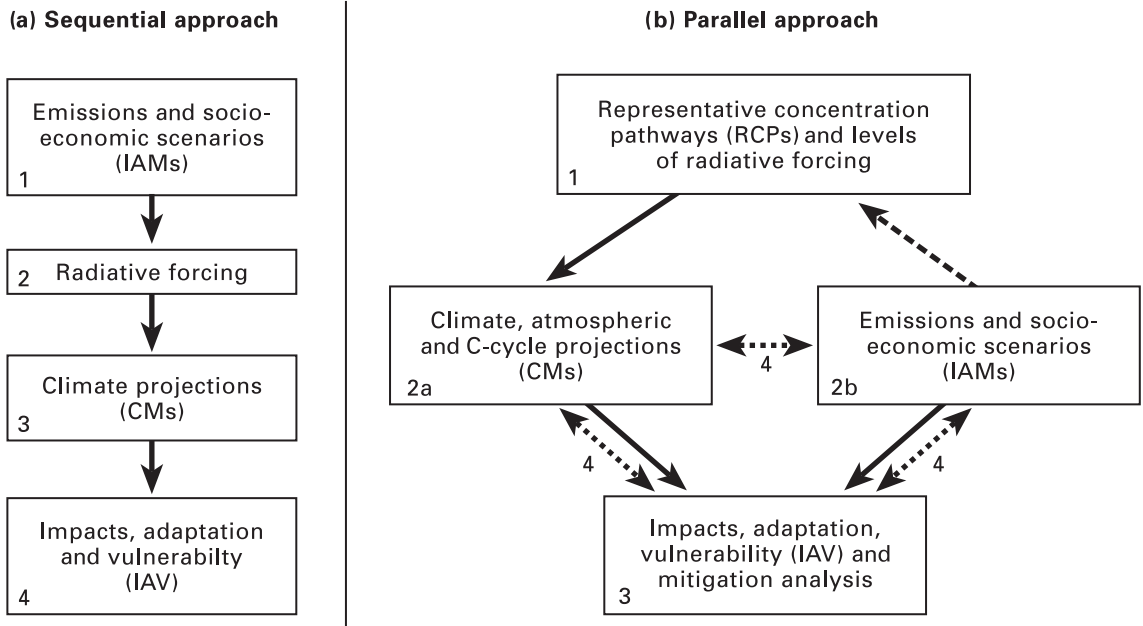 (a) Sequential approach
Emissions and socio-
economic scenarios
(IAMs)
1
2
Radiative forcing
Climate projections
(CMs)
3
Impacts, adaptation
and vulnerabilty
(IAV)
4
(b) Parallel approach
Representative concentration
pathways (RCPs) and levels
of radiative forcing
1
Climate, atmospheric
and C-cycle projections
(CMs)
2a
4
Emissions and socio-
economic scenarios
(IAMs)
2b
4
4
Impacts, adaptation,
vulnerability (IAV) and
mitigation analysis
3